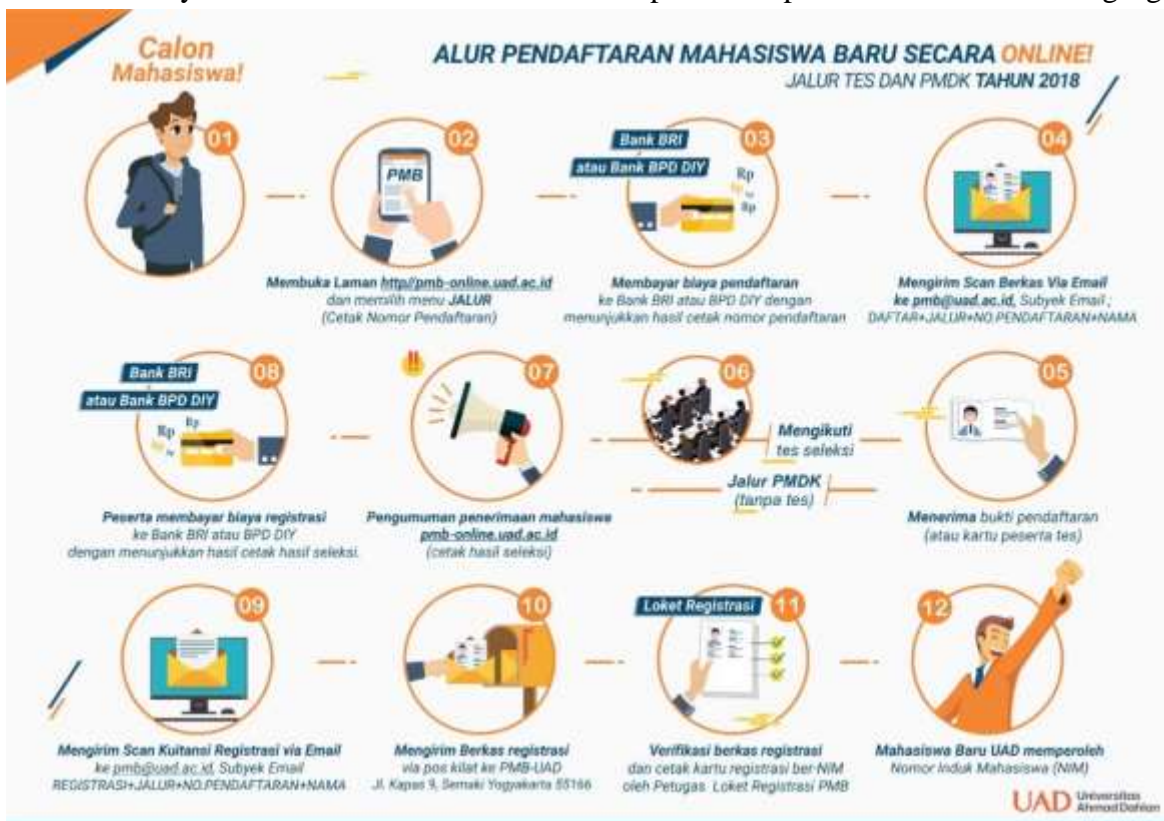 Calon
Mahasiswa!
ALUR PENDAFTARAN MAHASISWA BARU SECARA ONLINE!
JALUR TES DAN PMDK TAHUN 2018
01
02
PMB
Membuka Laman http//pmb-online.uad.ac.id
dan memilih menu JALUR
(Cetak Nomor Pendaftaran)
03
Bank BRI
atau Bank BPD DIY
Rp
Rp
Membayar biaya pendaftaran
ke Bank BRI atau BPD DIY dengan
menunjukkan hasil cetak nomor pendaftaran
04
Mengirim Scan Berkas Via Email
ke pmb@uad.ac.id, Subyek Email ;
DAFTAR+JALUR+NO.PENDAFTARAN+NAMA
05
Menerima bukti pendaftaran
(atau kartu peserta tes)
06
Mengikuti
tes seleksi
Jalur PMDK
(tanpa tes)
07
Pengumuman penerimaan mahasiswa
pmb-online.uad.ac.id
(cetak hasil seleksi)
08
Bank BRI
atau Bank BPD DIY
Rp
Rp
Peserta membayar biaya registrasi
ke Bank BRI atau BPD DIY
dengan menunjukkan hasil cetak hasil seleksi.
09
Mengirim Scan Kuitansi Registrasi via Email
ke pmb@uad.ac.id, Subyek Email
REGISTRASI+JALUR+NO.PENDAFTARAN+NAMA
10
Mengirim Berkas registrasi
via pos kilat ke PMB-UAD
Jl. Kapas 9, Semaki Yogyakarta 55166
11
Loket Registrasi
Verifikasi berkas registrasi
dan cetak kartu registrasi ber-NIM
oleh Petugas Loket Registrasi PMB
12
Mahasiswa Baru UAD memperoleh
Nomor Induk Mahasiswa (NIM)
UAD Universitas
Ahmad Dahlan